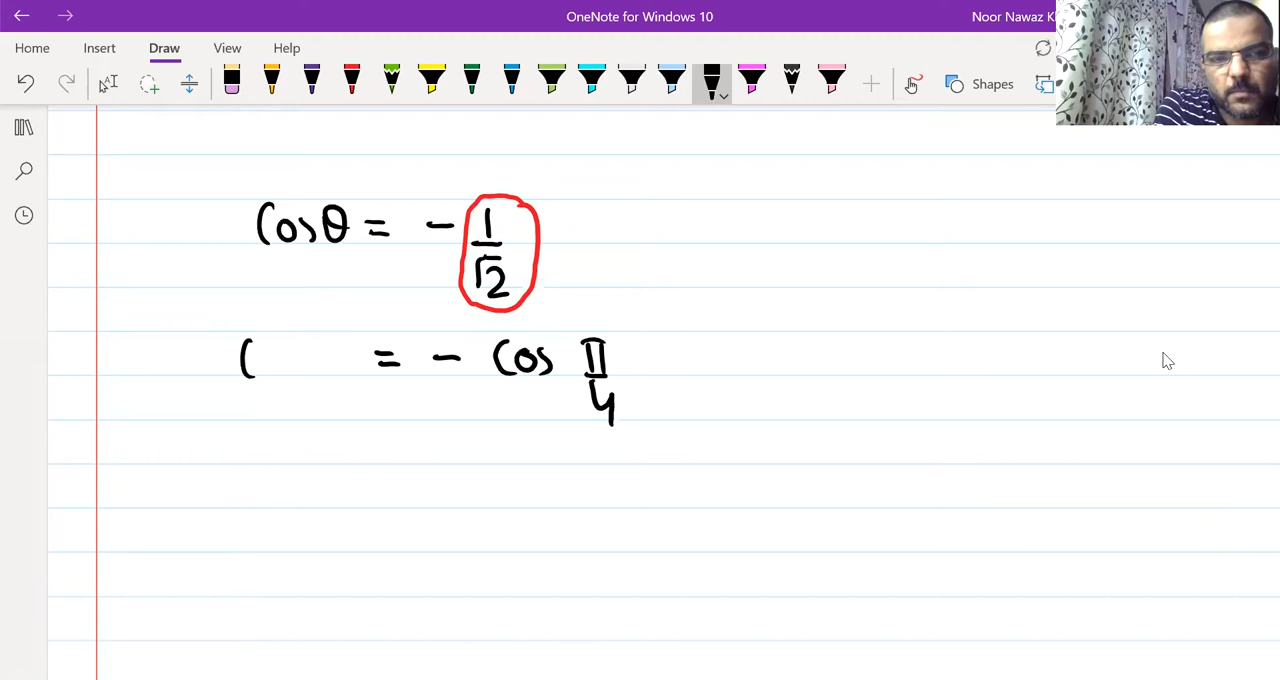 OneNote for Windows 10
Noor Nawaz
Home Insert Draw View Help
Shapes
Cosθ = - 1/√2
( = - Cos π/4